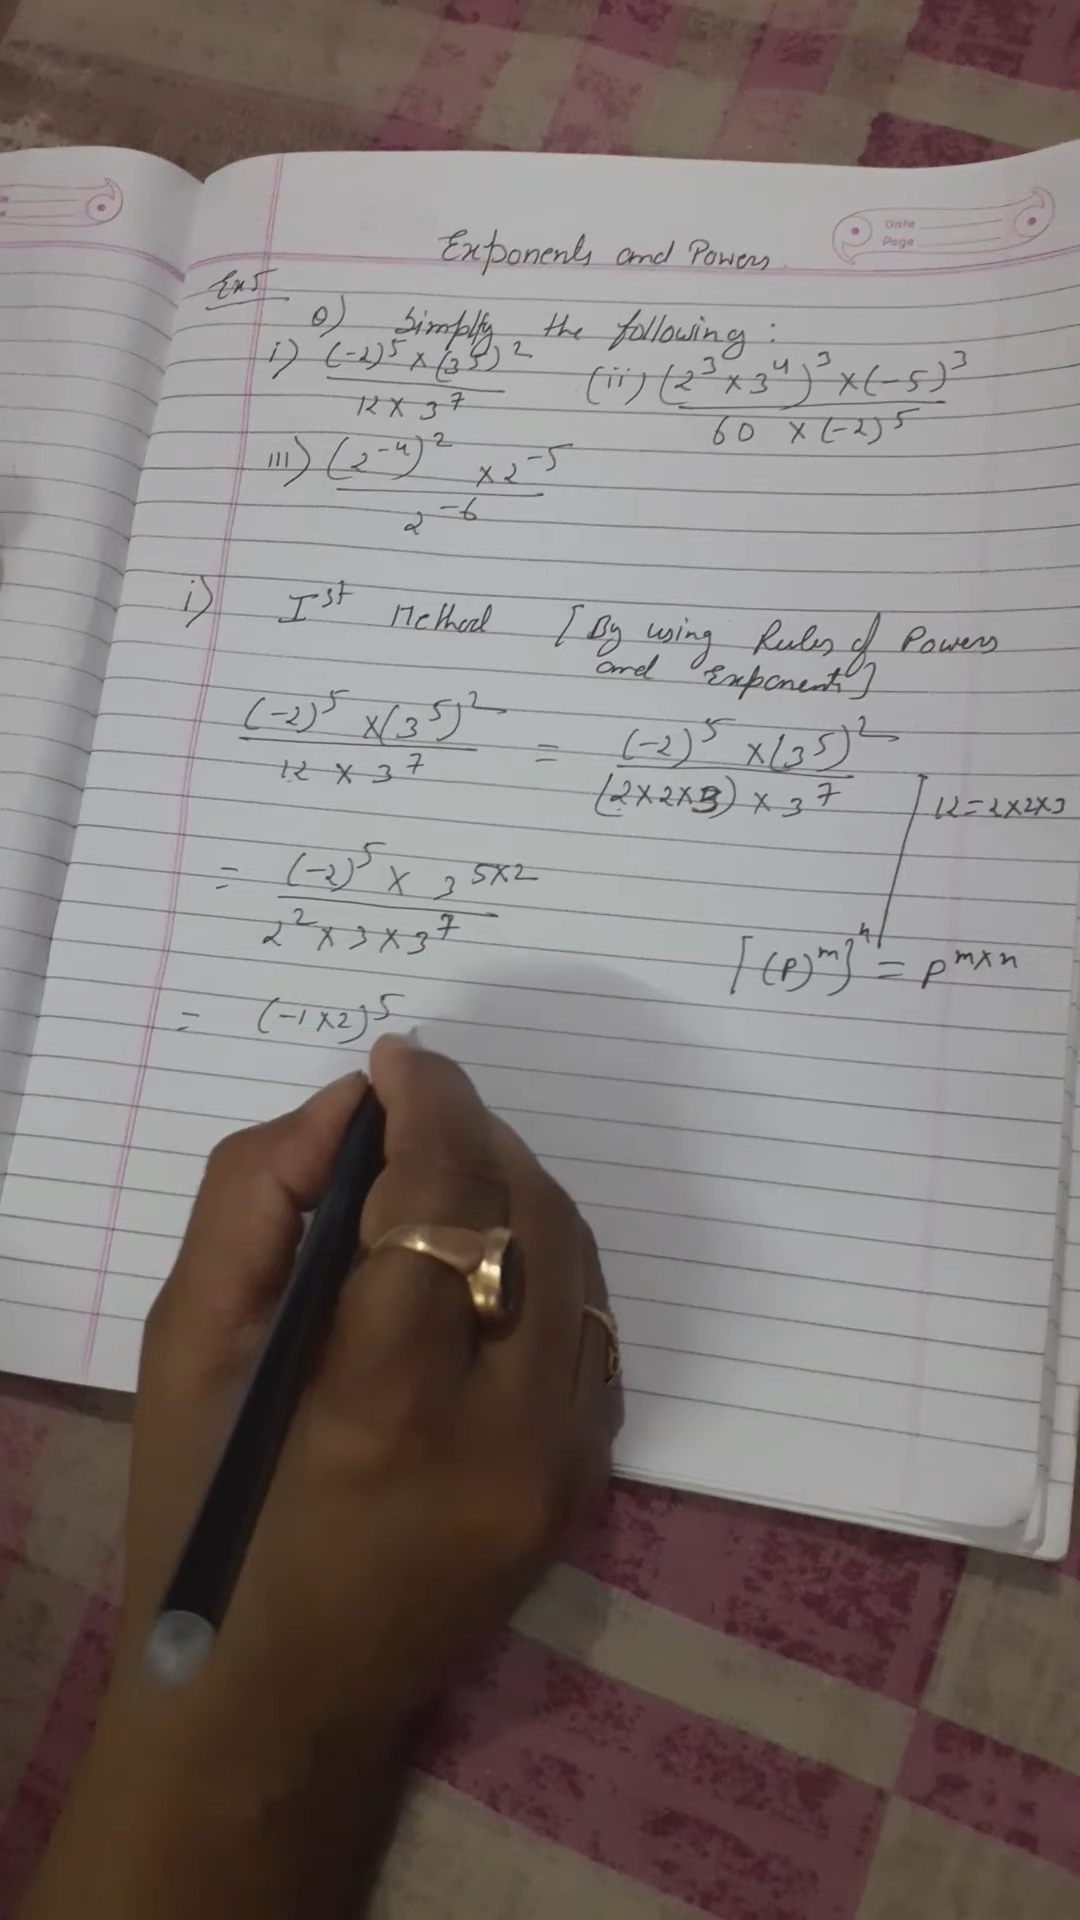 Date
Page
Exponents and Powers
Ex 5
Q) Simplify the following :
i) (-2)^5 × (3^5)^2 / 12 × 3^7 (ii) (2^3 × 3^4)^3 × (-5)^3 / 60 × (-2)^5
iii) (2^-4)^2 × 2^-5 / 2^-6
i) Ist Method [By using Rules of Powers
and Exponents]
(-2)^5 × (3^5)^2 / 12 × 3^7 = (-2)^5 × (3^5)^2 / (2×2×3) × 3^7 12=2×2×3
= (-2)^5 × 3^5×2 / 2^2 × 3 × 3^7
[(P)^m]^n = P^m×n
= (-1×2)^5